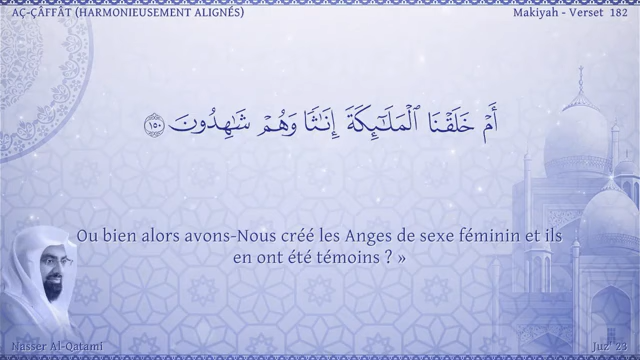 AÇ-ÇÂFFÂT (HARMONIEUSEMENT ALIGNÉS)
Makiyah - Verset 182
أَمْ خَلَقْنَا ٱلْمَلَـٰٓئِكَةَ إِنَـٰثًا وَهُمْ شَـٰهِدُونَ ١٥٠
Ou bien alors avons-Nous créé les Anges de sexe féminin et ils
en ont été témoins ? »
Nasser Al-Qatami
Juz' 23